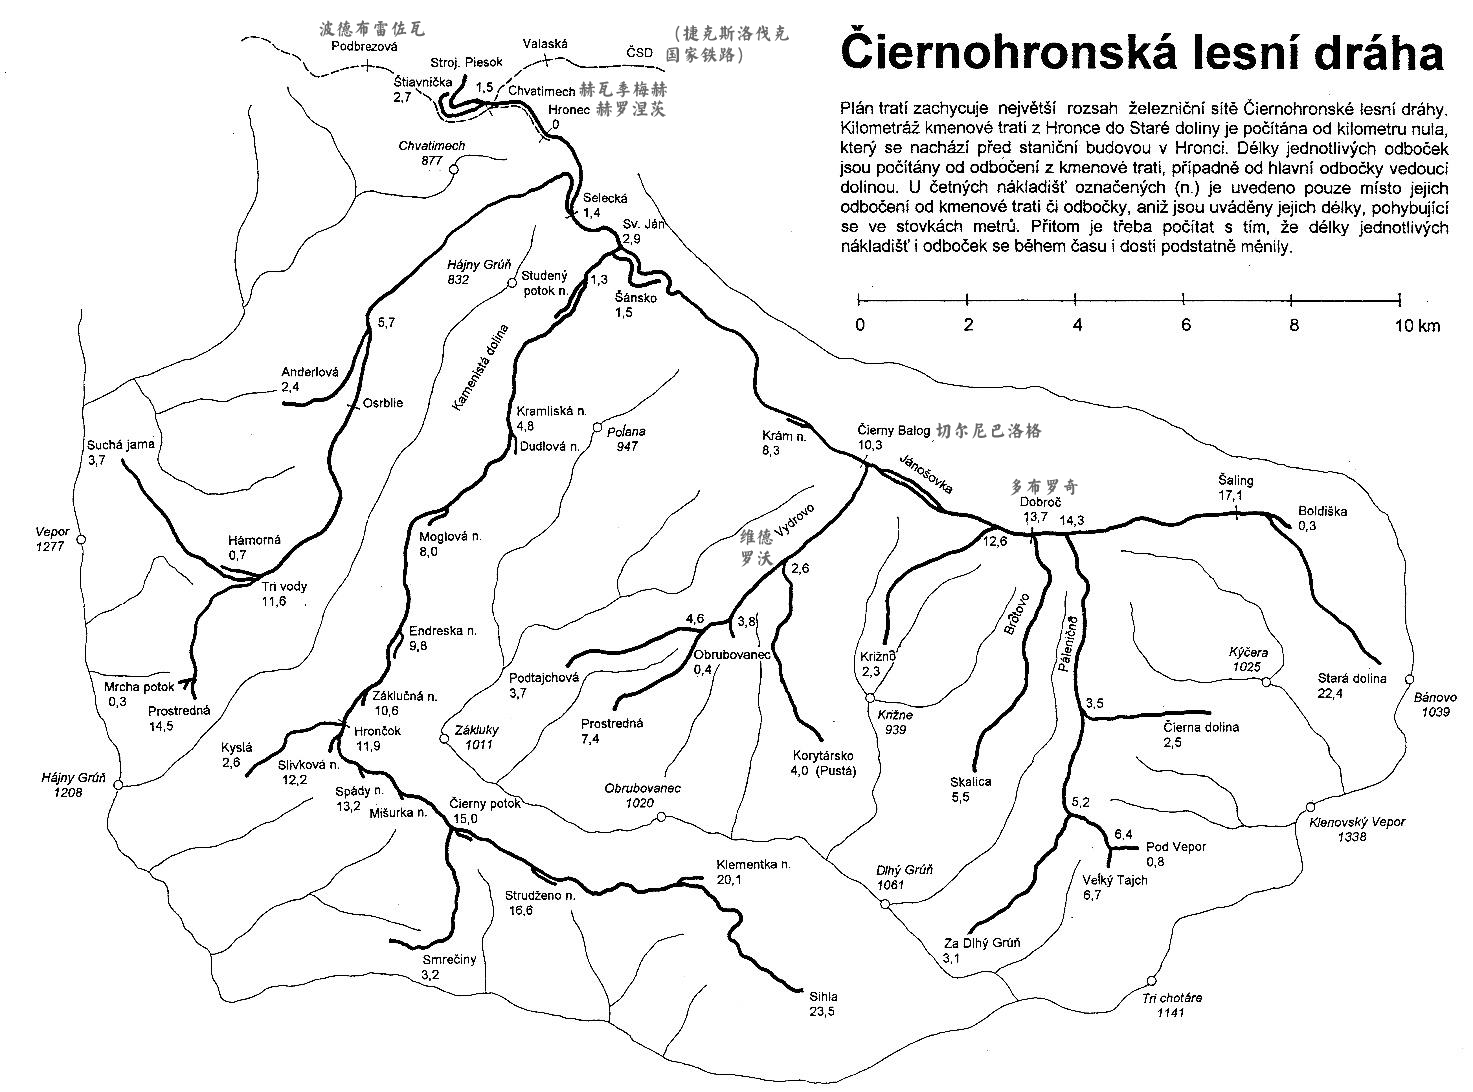 波德布雷佐瓦
Podbrezová
Valaská
ČSD
(捷克斯洛伐克
国家铁路)
Čiernohronská lesní dráha
Stroj. Piesok
Štiavnička
2,7
1,5
Chvatimech 赫瓦季梅赫
Hronec 赫罗涅茨
0
Plán tratí zachycuje největší rozsah železniční sítě Čiernohronské lesní dráhy.
Kilometráž kmenové trati z Hronce do Staré doliny je počítána od kilometru nula,
který se nachází před staniční budovou v Hronci. Délky jednotlivých odboček
jsou počítány od odbočení z kmenové trati, případně od hlavní odbočky vedoucí
dolinou. U četných nákladišť označených (n.) je uvedeno pouze místo jejich
odbočení od kmenové trati či odbočky, aniž jsou uváděny jejich délky, pohybující
se ve stovkách metrů. Přitom je třeba počítat s tím, že délky jednotlivých
nákladišť i odboček se během času i dosti podstatně měnily.
0 2 4 6 8 10 km
Chvatimech
877
Selecká
1,4
Sv. Ján
2,9
Hájny Grúň
832
Studený
potok n.
1,3
Šánsko
1,5
5,7
Kamenistá dolina
Anderlová
2,4
Osrblie
Kramliská n.
4,8
Dudlová n.
Polana
947
Krám n.
8,3
Čierny Balog 切尔尼巴洛格
10,3
Jánošovka
Suchá jama
3,7
Vepor
1277
Hámorná
0,7
Tri vody
11,6
Moglová n.
8,0
维德
罗沃
Vydrovo
2,6
12,6
多布罗奇
Dobroč
13,7
14,3
Šaling
17,1
Boldiška
0,3
Endreska n.
9,8
4,6
3,8
Obrubovanec
0,4
Brôtovo
Pálenično
Križnô
2,3
Kýčera
1025
Stará dolina
22,4
Bánovo
1039
Mrcha potok
0,3
Prostredná
14,5
Podtajchová
3,7
Záklučná n.
10,6
Prostredná
7,4
Križne
939
3,5
Čierna dolina
2,5
Hrončok
11,9
Zákluky
1011
Kyslá
2,6
Slivková n.
12,2
Korytársko
4,0 (Pustá)
Skalica
5,5
Hájny Grúň
1208
Spády n.
13,2
Mišurka n.
Čierny potok
15,0
Obrubovanec
1020
5,2
Klenovský Vepor
1338
6,4
Pod Vepor
0,8
Veľký Tajch
6,7
Klementka n.
20,1
Dlhý Grúň
1061
Strudženo n.
16,6
Za Dlhý Grúň
3,1
Smrečiny
3,2
Sihla
23,5
Tri chotáre
1141